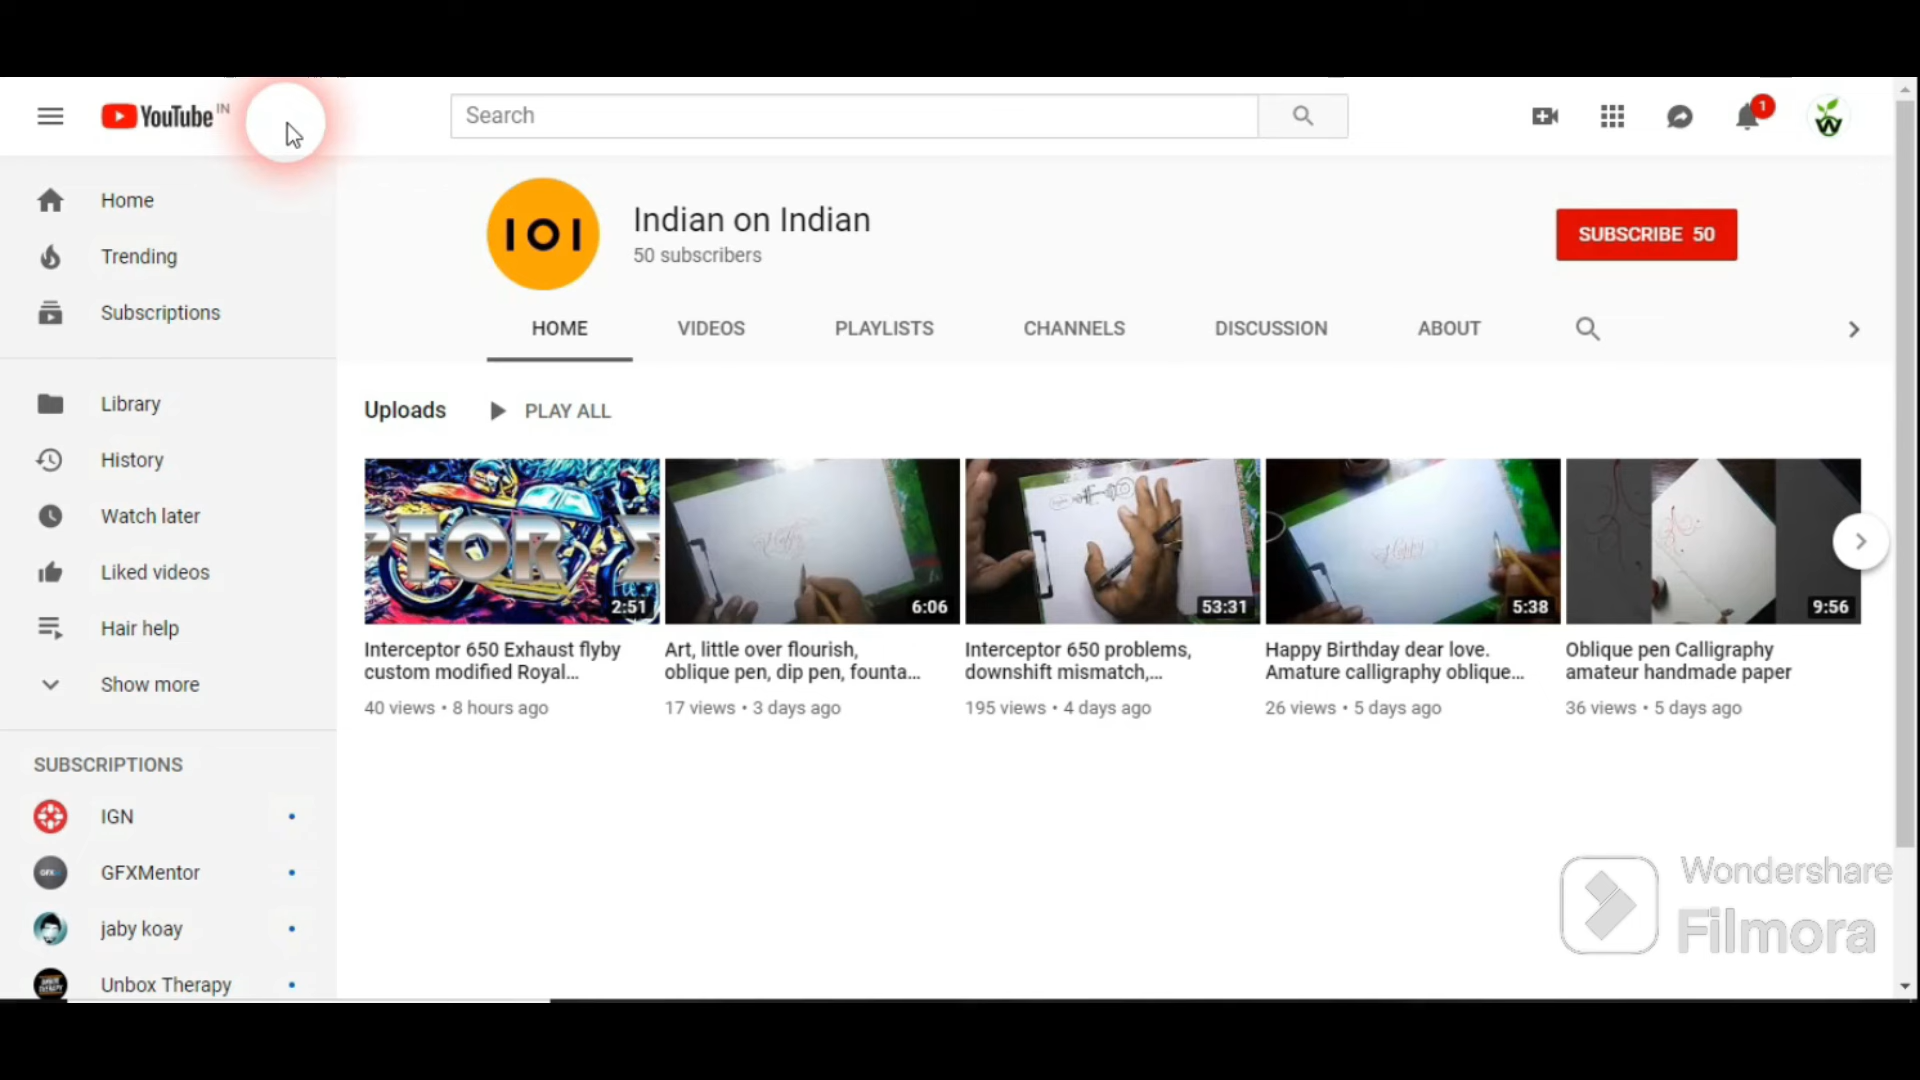 YouTube IN
Search
1
Home
Trending
Subscriptions
Library
History
Watch later
Liked videos
Hair help
Show more
SUBSCRIPTIONS
IGN
GFXMentor
jaby koay
Unbox Therapy
IOI
Indian on Indian
50 subscribers
SUBSCRIBE 50
HOME VIDEOS PLAYLISTS CHANNELS DISCUSSION ABOUT
Uploads PLAY ALL
PTOR
2:51
Interceptor 650 Exhaust flyby
custom modified Royal...
40 views • 8 hours ago
6:06
Art, little over flourish,
oblique pen, dip pen, founta...
17 views • 3 days ago
53:31
Interceptor 650 problems,
downshift mismatch,...
195 views • 4 days ago
Happy
5:38
Happy Birthday dear love.
Amature calligraphy oblique...
26 views • 5 days ago
9:56
Oblique pen Calligraphy
amateur handmade paper
36 views • 5 days ago
Wondershare
Filmora